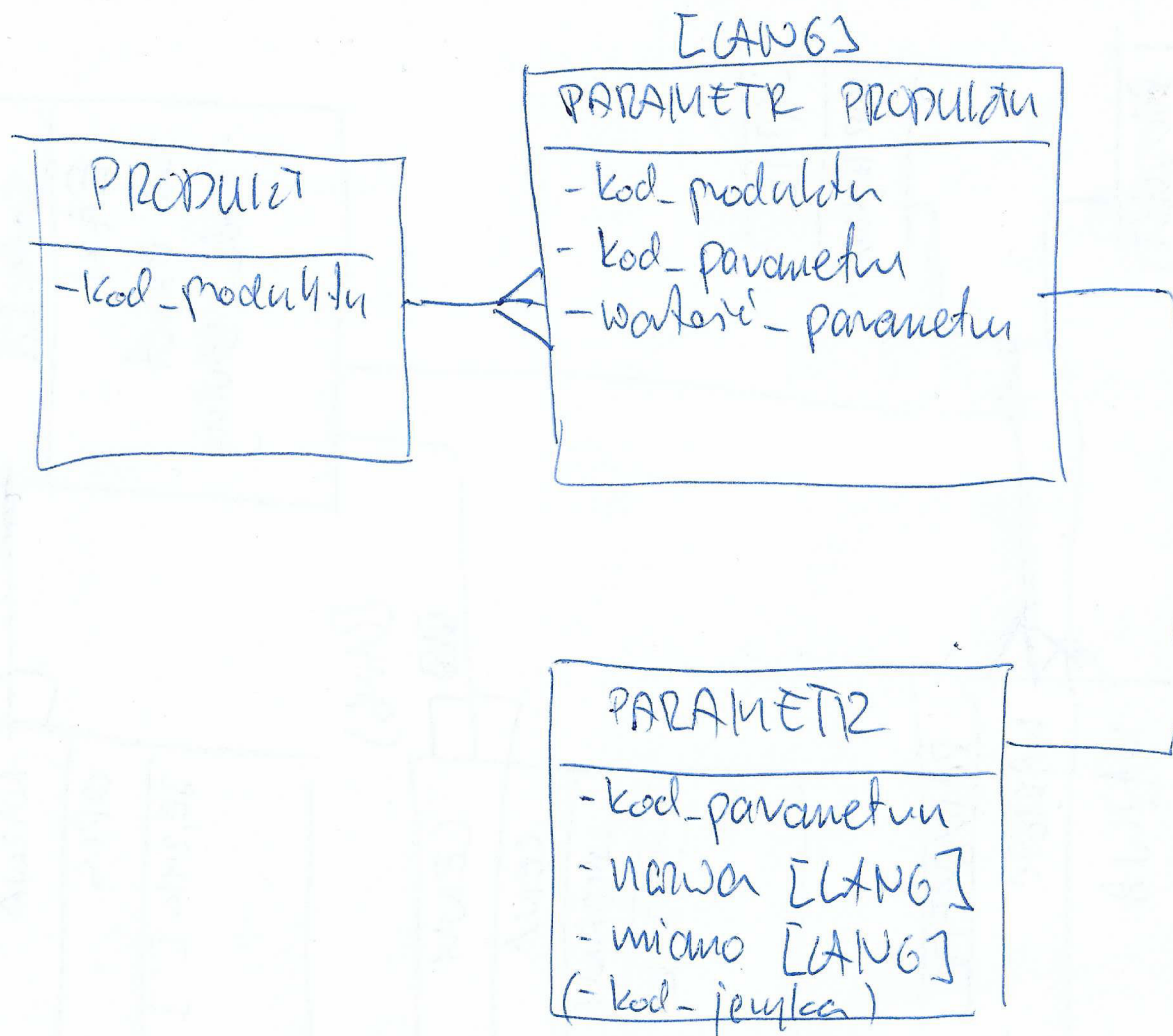 [LANG]
PARAMETR PRODUKTU
- kod_produktu
- kod_parametru
- wartość_parametru
PRODUKT
- kod_produktu
PARAMETR
- kod_parametru
- nazwa [LANG]
- miano [LANG]
(- kod_języka)